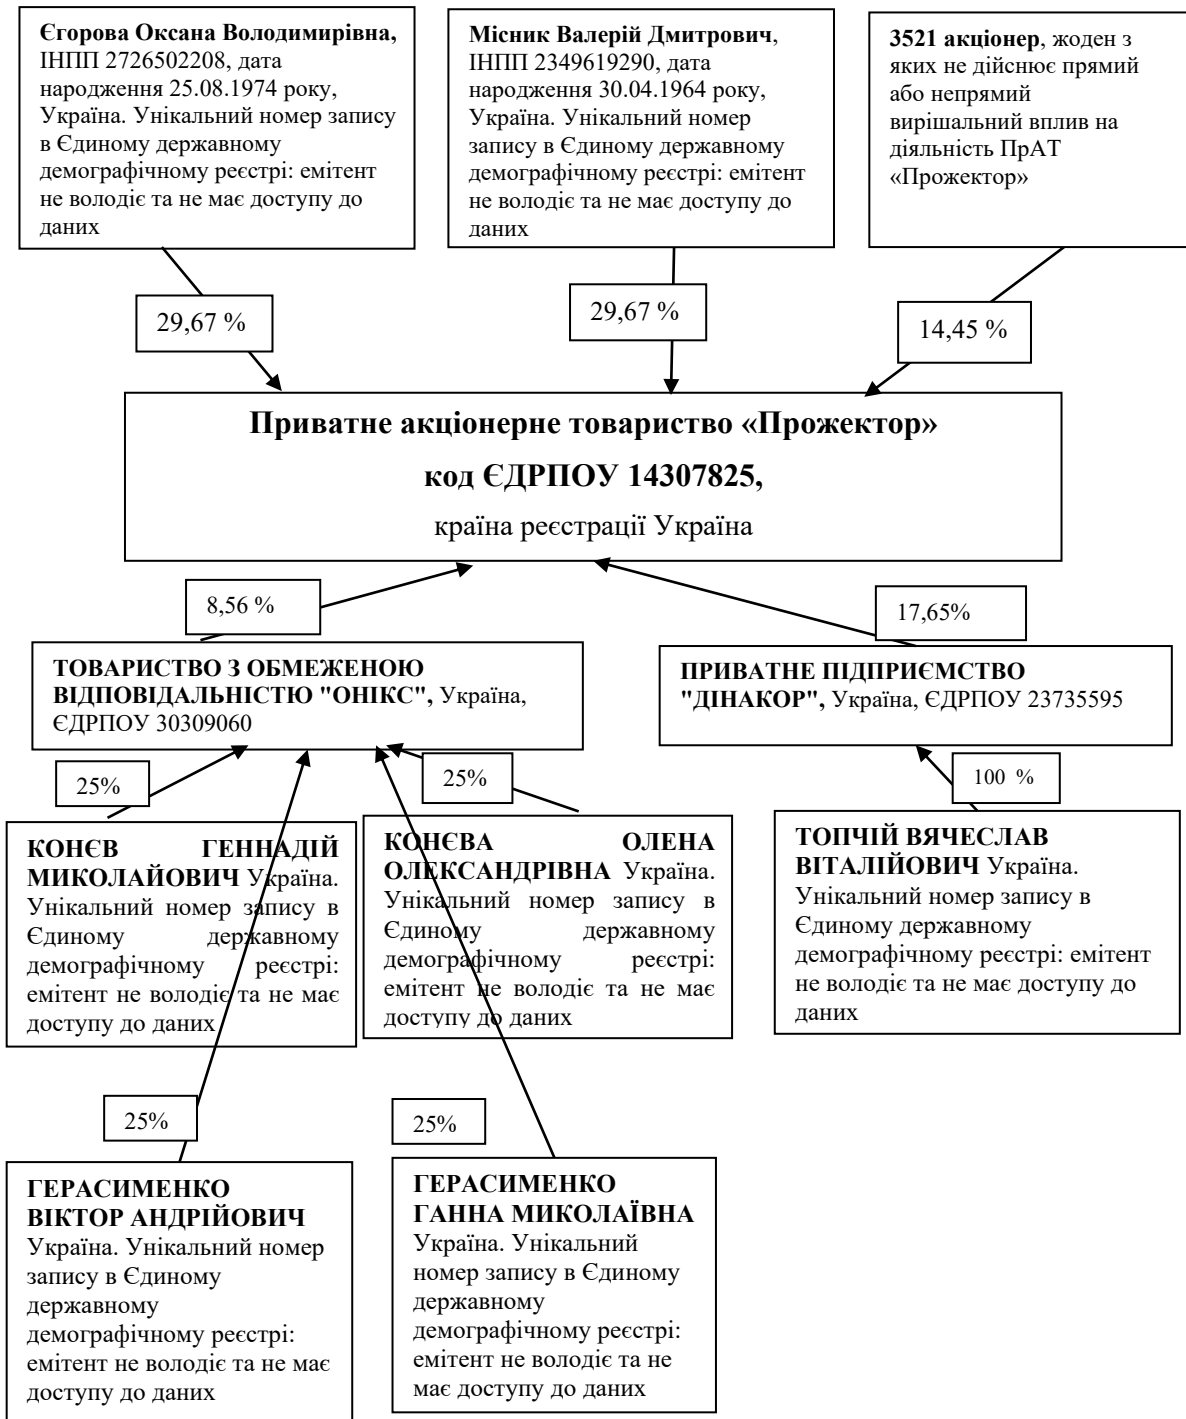 Єгорова Оксана Володимирівна,
ІНПП 2726502208, дата
народження 25.08.1974 року,
Україна. Унікальний номер запису
в Єдиному державному
демографічному реєстрі: емітент
не володіє та не має доступу до
даних
Місник Валерій Дмитрович,
ІНПП 2349619290, дата
народження 30.04.1964 року,
Україна. Унікальний номер
запису в Єдиному державному
демографічному реєстрі: емітент
не володіє та не має доступу до
даних
3521 акціонер, жоден з
яких не дійснює прямий
або непрямий
вирішальний вплив на
діяльність ПрАТ
«Прожектор»
29,67 %
29,67 %
14,45 %
Приватне акціонерне товариство «Прожектор»
код ЄДРПОУ 14307825,
країна реєстрації Україна
8,56 %
17,65%
ТОВАРИСТВО З ОБМЕЖЕНОЮ
ВІДПОВІДАЛЬНІСТЮ "ОНІКС", Україна,
ЄДРПОУ 30309060
ПРИВАТНЕ ПІДПРИЄМСТВО
"ДІНАКОР", Україна, ЄДРПОУ 23735595
25%
25%
100 %
КОНЄВ ГЕННАДІЙ
МИКОЛАЙОВИЧ Україна.
Унікальний номер запису в
Єдиному державному
демографічному реєстрі:
емітент не володіє та не має
доступу до даних
КОНЄВА ОЛЕНА
ОЛЕКСАНДРІВНА Україна.
Унікальний номер запису в
Єдиному державному
демографічному реєстрі:
емітент не володіє та не має
доступу до даних
ТОПЧІЙ ВЯЧЕСЛАВ
ВІТАЛІЙОВИЧ Україна.
Унікальний номер запису в
Єдиному державному
демографічному реєстрі: емітент
не володіє та не має доступу до
даних
25%
25%
ГЕРАСИМЕНКО
ВІКТОР АНДРІЙОВИЧ
Україна. Унікальний номер
запису в Єдиному
державному
демографічному реєстрі:
емітент не володіє та не має
доступу до даних
ГЕРАСИМЕНКО
ГАННА МИКОЛАЇВНА
Україна. Унікальний
номер запису в Єдиному
державному
демографічному реєстрі:
емітент не володіє та не
має доступу до даних